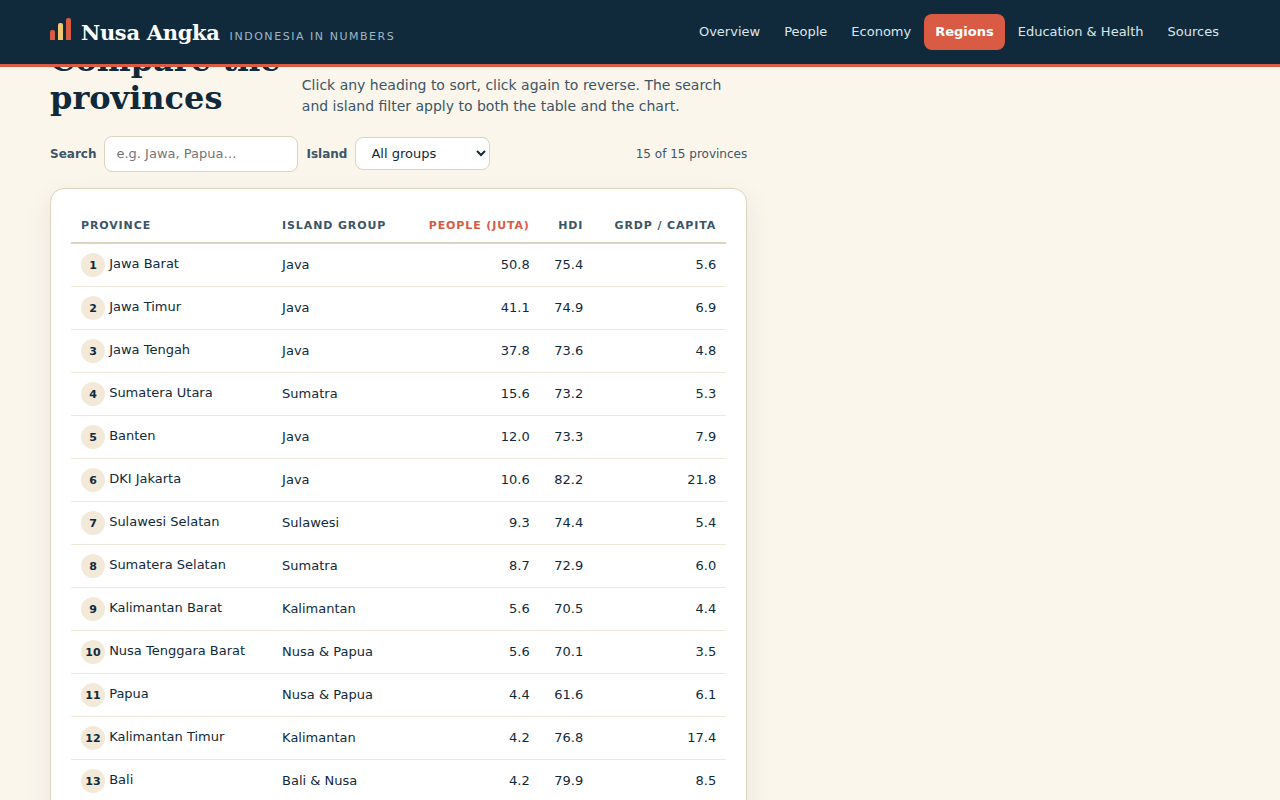 Nusa Angka INDONESIA IN NUMBERS
Overview People Economy Regions Education & Health Sources
Compare the
provinces
Click any heading to sort, click again to reverse. The search
and island filter apply to both the table and the chart.
Search e.g. Jawa, Papua... Island All groups 15 of 15 provinces
PROVINCE ISLAND GROUP PEOPLE (JUTA) HDI GRDP / CAPITA
1 Jawa Barat Java 50.8 75.4 5.6
2 Jawa Timur Java 41.1 74.9 6.9
3 Jawa Tengah Java 37.8 73.6 4.8
4 Sumatera Utara Sumatra 15.6 73.2 5.3
5 Banten Java 12.0 73.3 7.9
6 DKI Jakarta Java 10.6 82.2 21.8
7 Sulawesi Selatan Sulawesi 9.3 74.4 5.4
8 Sumatera Selatan Sumatra 8.7 72.9 6.0
9 Kalimantan Barat Kalimantan 5.6 70.5 4.4
10 Nusa Tenggara Barat Nusa & Papua 5.6 70.1 3.5
11 Papua Nusa & Papua 4.4 61.6 6.1
12 Kalimantan Timur Kalimantan 4.2 76.8 17.4
13 Bali Bali & Nusa 4.2 79.9 8.5